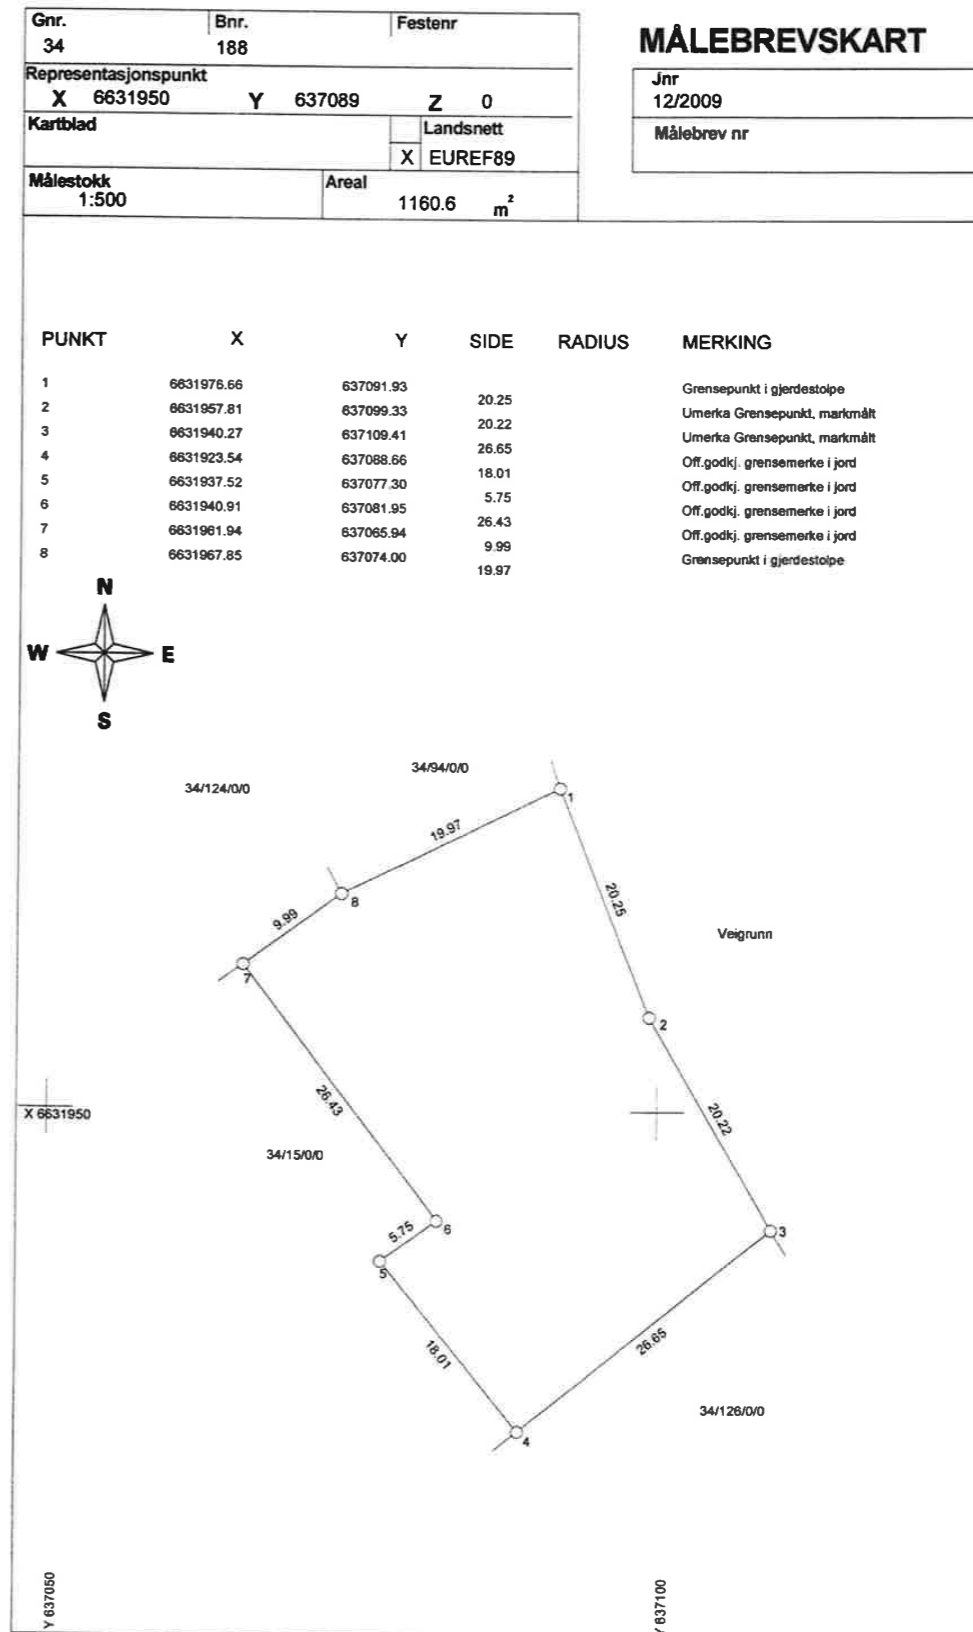 Gnr. Bnr. Festenr
34 188
MÅLEBREVSKART
Representasjonspunkt
X 6631950 Y 637089 Z 0
Jnr
12/2009
Kartblad Landsnett
X EUREF89
Målebrev nr
Målestokk Areal
1:500 1160.6 m²
PUNKT X Y SIDE RADIUS MERKING
1 6631976.66 637091.93 Grensepunkt i gjerdestolpe
20.25
2 6631957.81 637099.33 Umerka Grensepunkt, markmålt
20.22
3 6631940.27 637109.41 Umerka Grensepunkt, markmålt
26.65
4 6631923.54 637088.66 Off.godkj. grensemerke i jord
18.01
5 6631937.52 637077.30 Off.godkj. grensemerke i jord
5.75
6 6631940.91 637081.95 Off.godkj. grensemerke i jord
26.43
7 6631961.94 637065.94 Off.godkj. grensemerke i jord
9.99
8 6631967.85 637074.00 Grensepunkt i gjerdestolpe
19.97
N
W E
S
34/94/0/0
34/124/0/0
1
19.97
8
20.25
9.99
Veigrunn
7
2
26.43
X 6631950
20.22
34/15/0/0
5.75
6
3
5
26.65
18.01
34/126/0/0
4
Y 637050
Y 637100